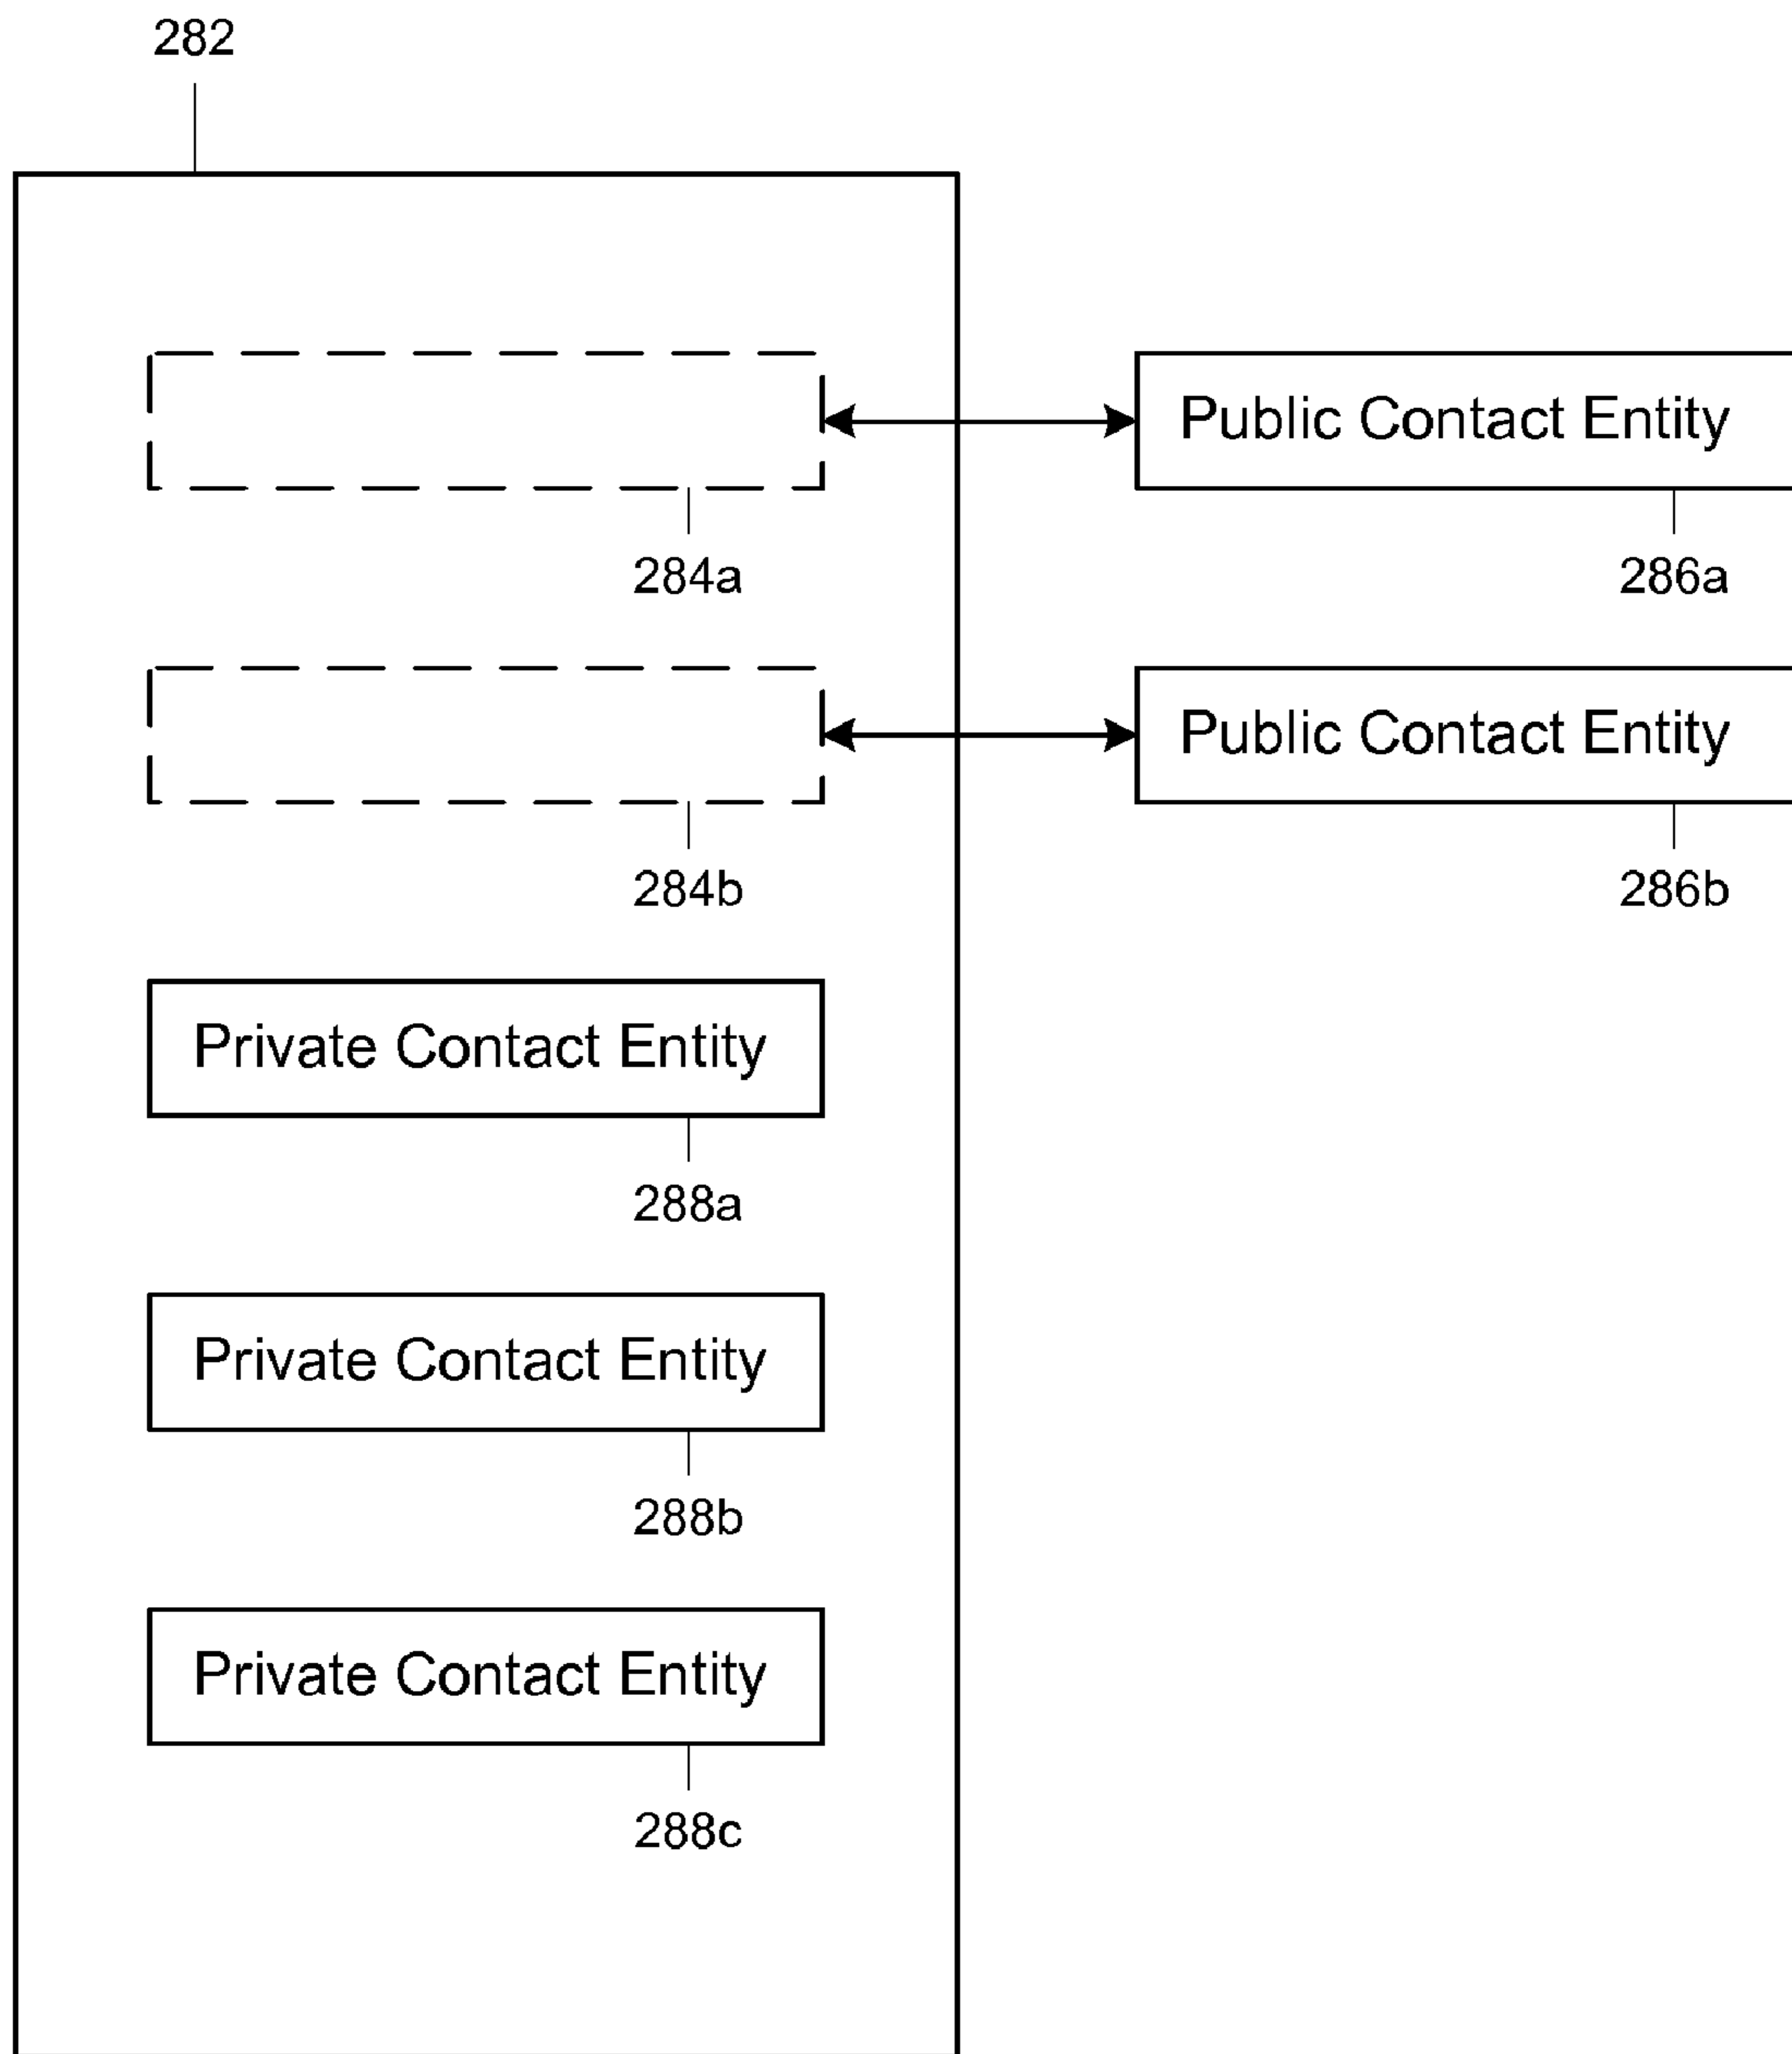 282
Public Contact Entity
284a
286a
Public Contact Entity
284b
286b
Private Contact Entity
288a
Private Contact Entity
288b
Private Contact Entity
288c